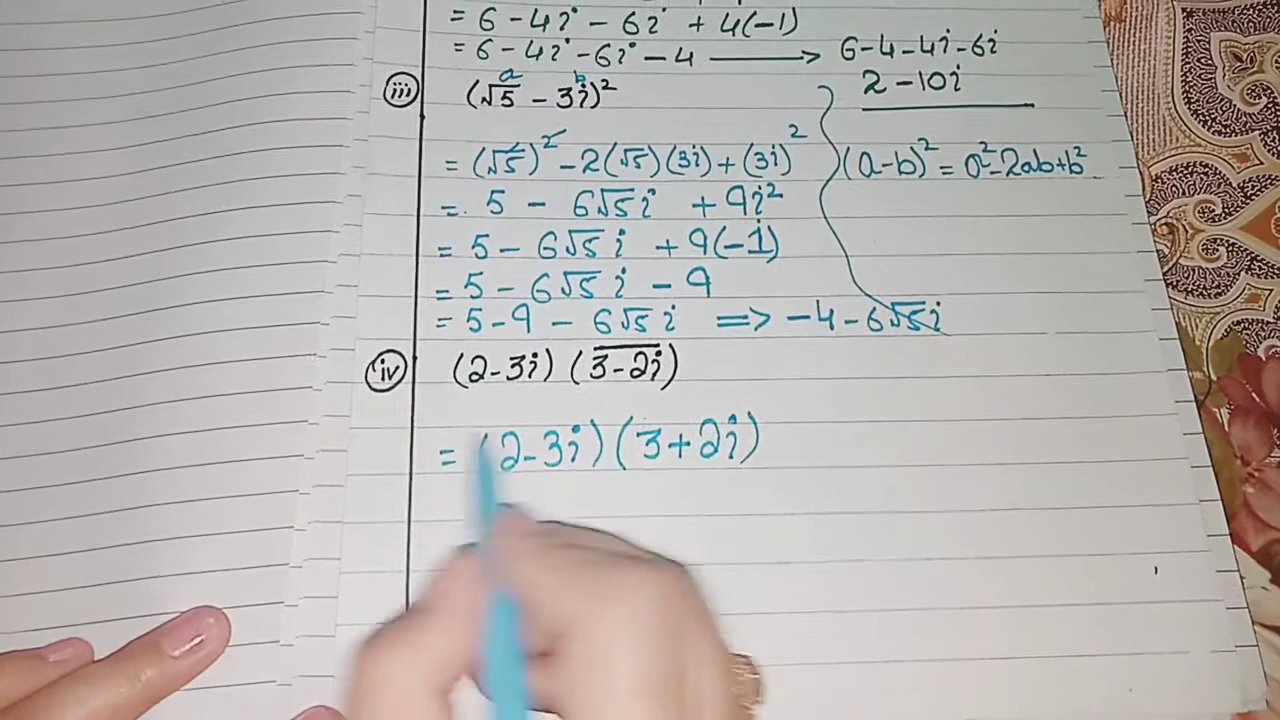 = 6 - 4i - 6i + 4(-1)
= 6 - 4i - 6i - 4 ⟶ 6-4-4i-6i
2 - 10i
a b
(iii) (√5 - 3i)²
= (√5)² - 2(√5)(3i) + (3i)²
(a-b)² = a²-2ab+b²
= 5 - 6√5i + 9i²
= 5 - 6√5 i + 9(-1)
= 5 - 6√5 i - 9
= 5-9 - 6√5 i ⟹ -4-6√5i
(iv) (2-3i) (\overline{3-2i})
= (2-3i)(3+2i)